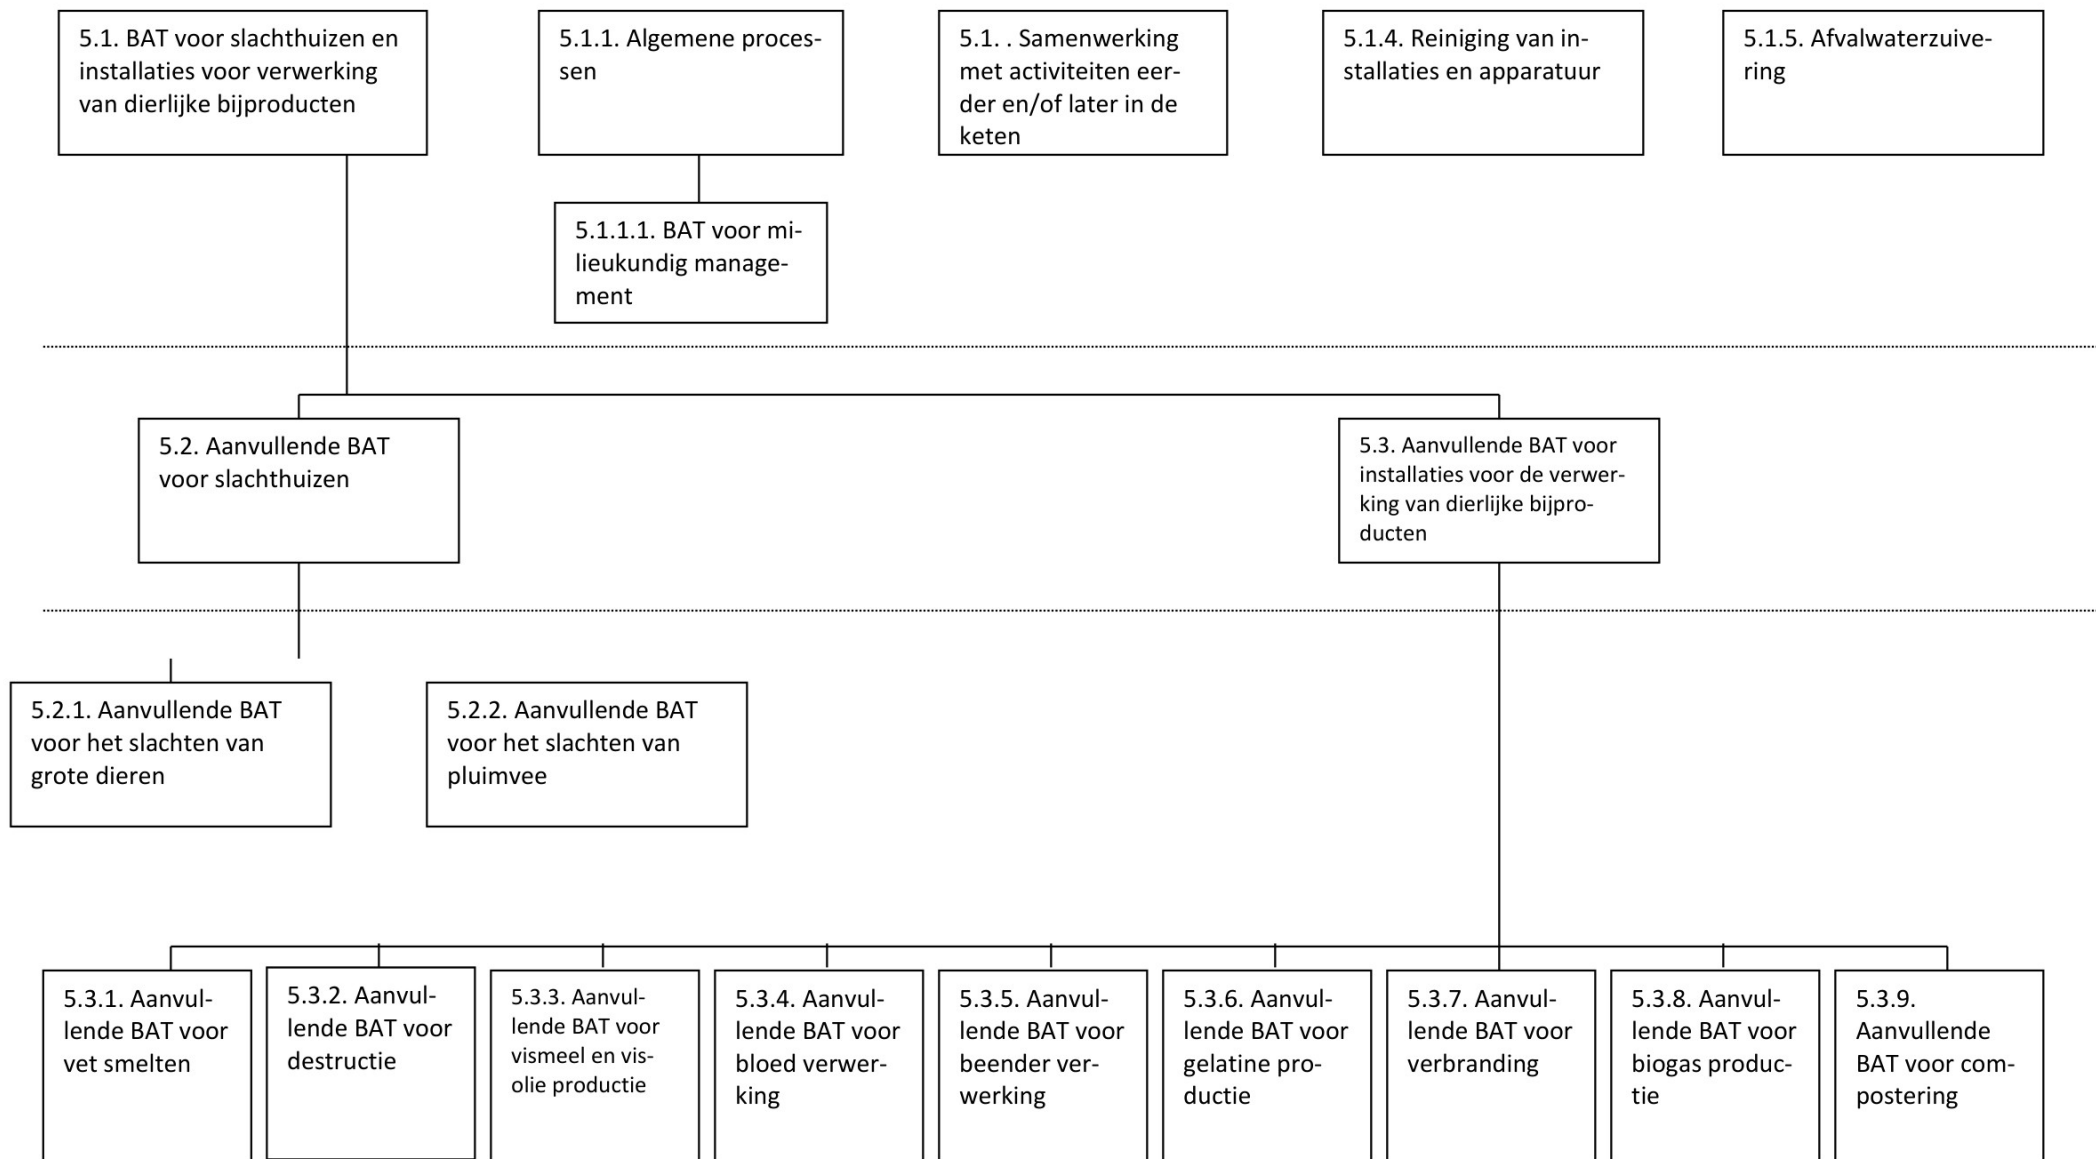 5.1. BAT voor slachthuizen en
installaties voor verwerking
van dierlijke bijproducten
5.1.1. Algemene proces-
sen
5.1. . Samenwerking
met activiteiten eer-
der en/of later in de
keten
5.1.4. Reiniging van in-
stallaties en apparatuur
5.1.5. Afvalwaterzuive-
ring
5.1.1.1. BAT voor mi-
lieukundig manage-
ment
5.2. Aanvullende BAT
voor slachthuizen
5.3. Aanvullende BAT voor
installaties voor de verwer-
king van dierlijke bijpro-
ducten
5.2.1. Aanvullende BAT
voor het slachten van
grote dieren
5.2.2. Aanvullende BAT
voor het slachten van
pluimvee
5.3.1. Aanvul-
lende BAT voor
vet smelten
5.3.2. Aanvul-
lende BAT voor
destructie
5.3.3. Aanvul-
lende BAT voor
vismeel en vis-
olie productie
5.3.4. Aanvul-
lende BAT voor
bloed verwer-
king
5.3.5. Aanvul-
lende BAT voor
beender ver-
werking
5.3.6. Aanvul-
lende BAT voor
gelatine pro-
ductie
5.3.7. Aanvul-
lende BAT voor
verbranding
5.3.8. Aanvul-
lende BAT voor
biogas produc-
tie
5.3.9.
Aanvullende
BAT voor com-
postering